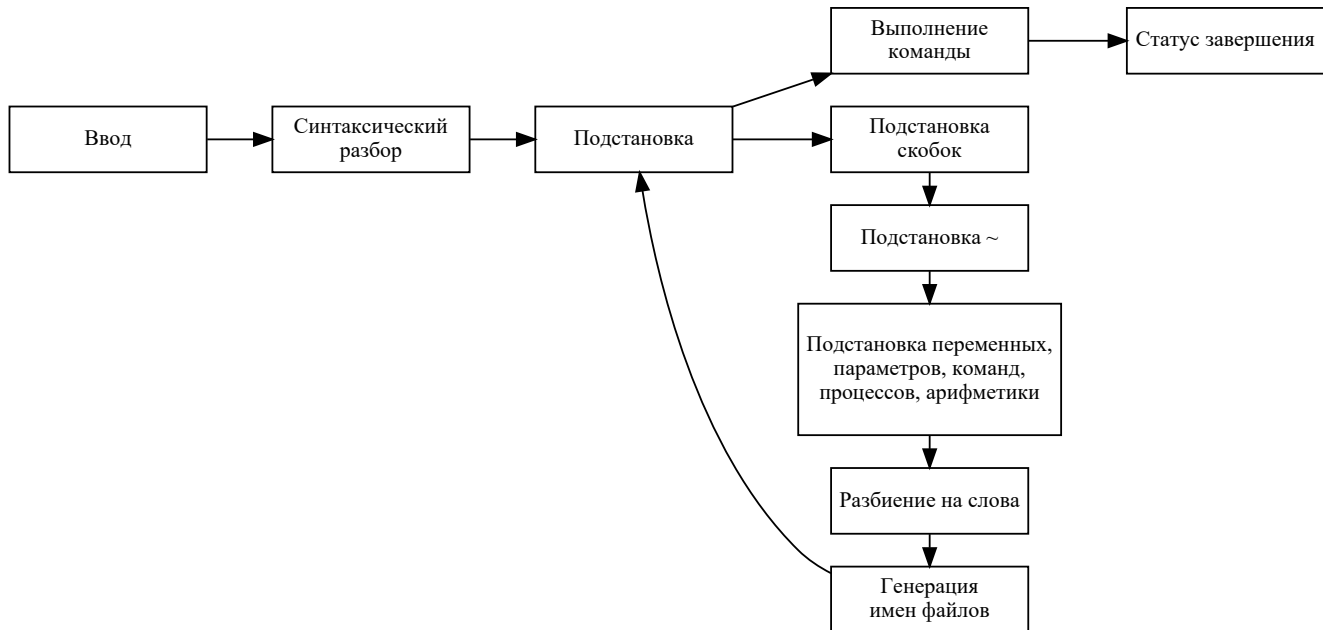 Выполнение
команды
Статус завершения
Ввод
Синтаксический
разбор
Подстановка
Подстановка
скобок
Подстановка ~
Подстановка переменных,
параметров, команд,
процессов, арифметики
Разбиение на слова
Генерация
имен файлов